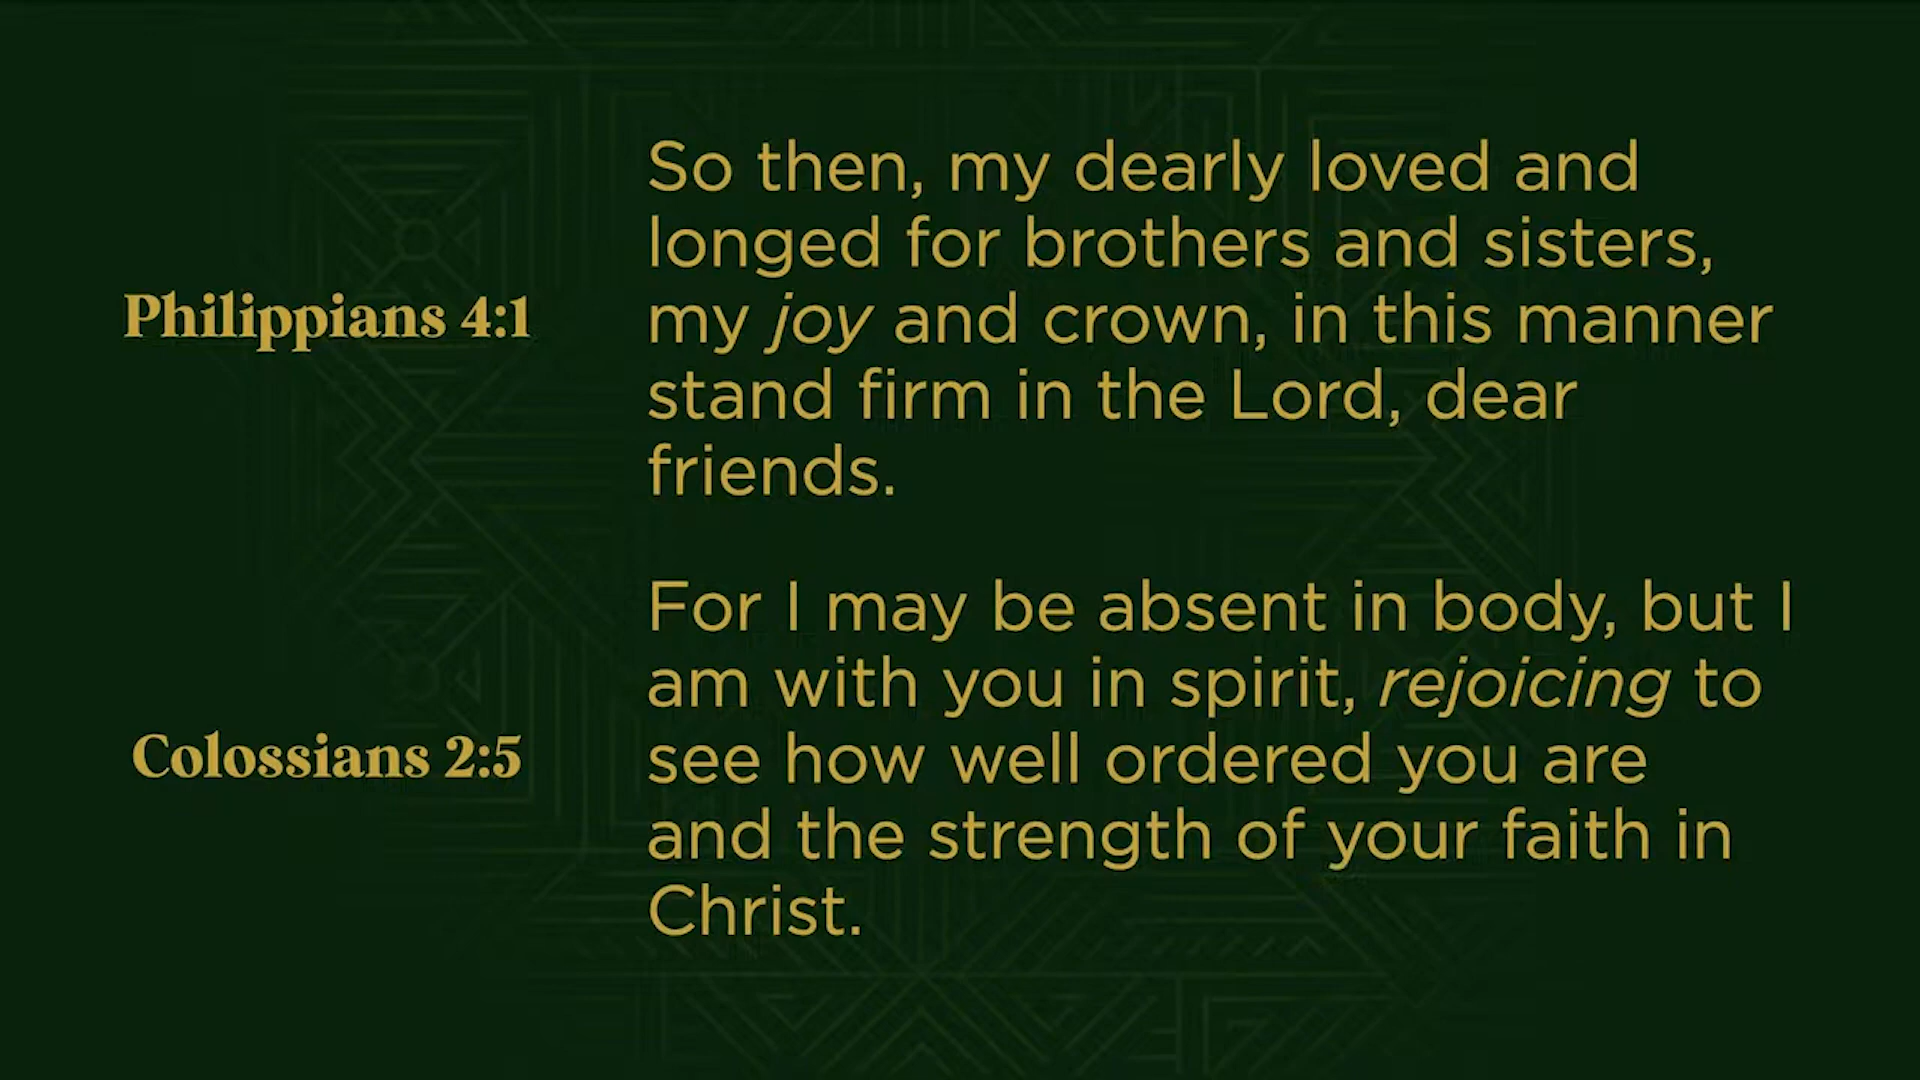 Philippians 4:1
So then, my dearly loved and
longed for brothers and sisters,
my joy and crown, in this manner
stand firm in the Lord, dear
friends.
Colossians 2:5
For I may be absent in body, but I
am with you in spirit, rejoicing to
see how well ordered you are
and the strength of your faith in
Christ.